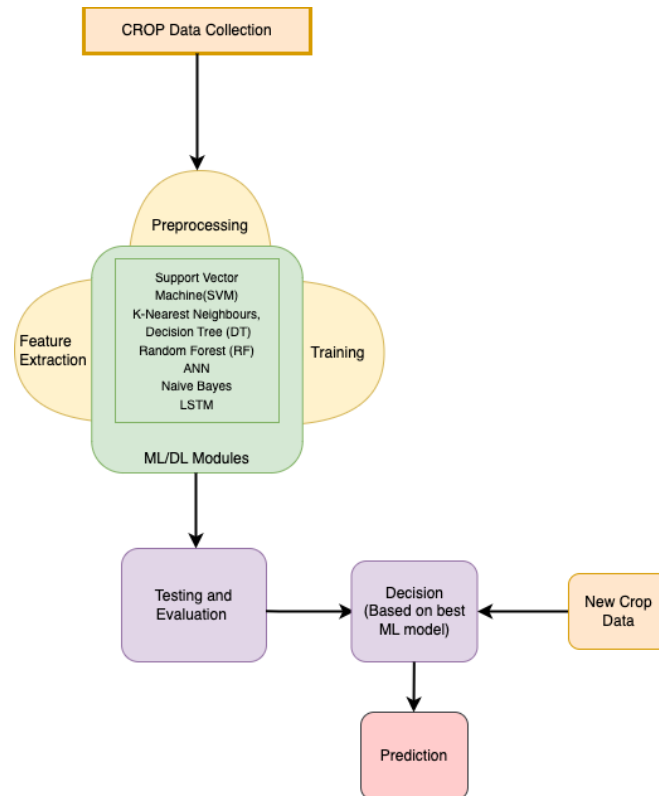 CROP Data Collection
Preprocessing
Support Vector
Machine(SVM)
K-Nearest Neighbours,
Decision Tree (DT)
Random Forest (RF)
ANN
Naive Bayes
LSTM
Feature
Extraction
Training
ML/DL Modules
Testing and
Evaluation
Decision
(Based on best
ML model)
New Crop
Data
Prediction